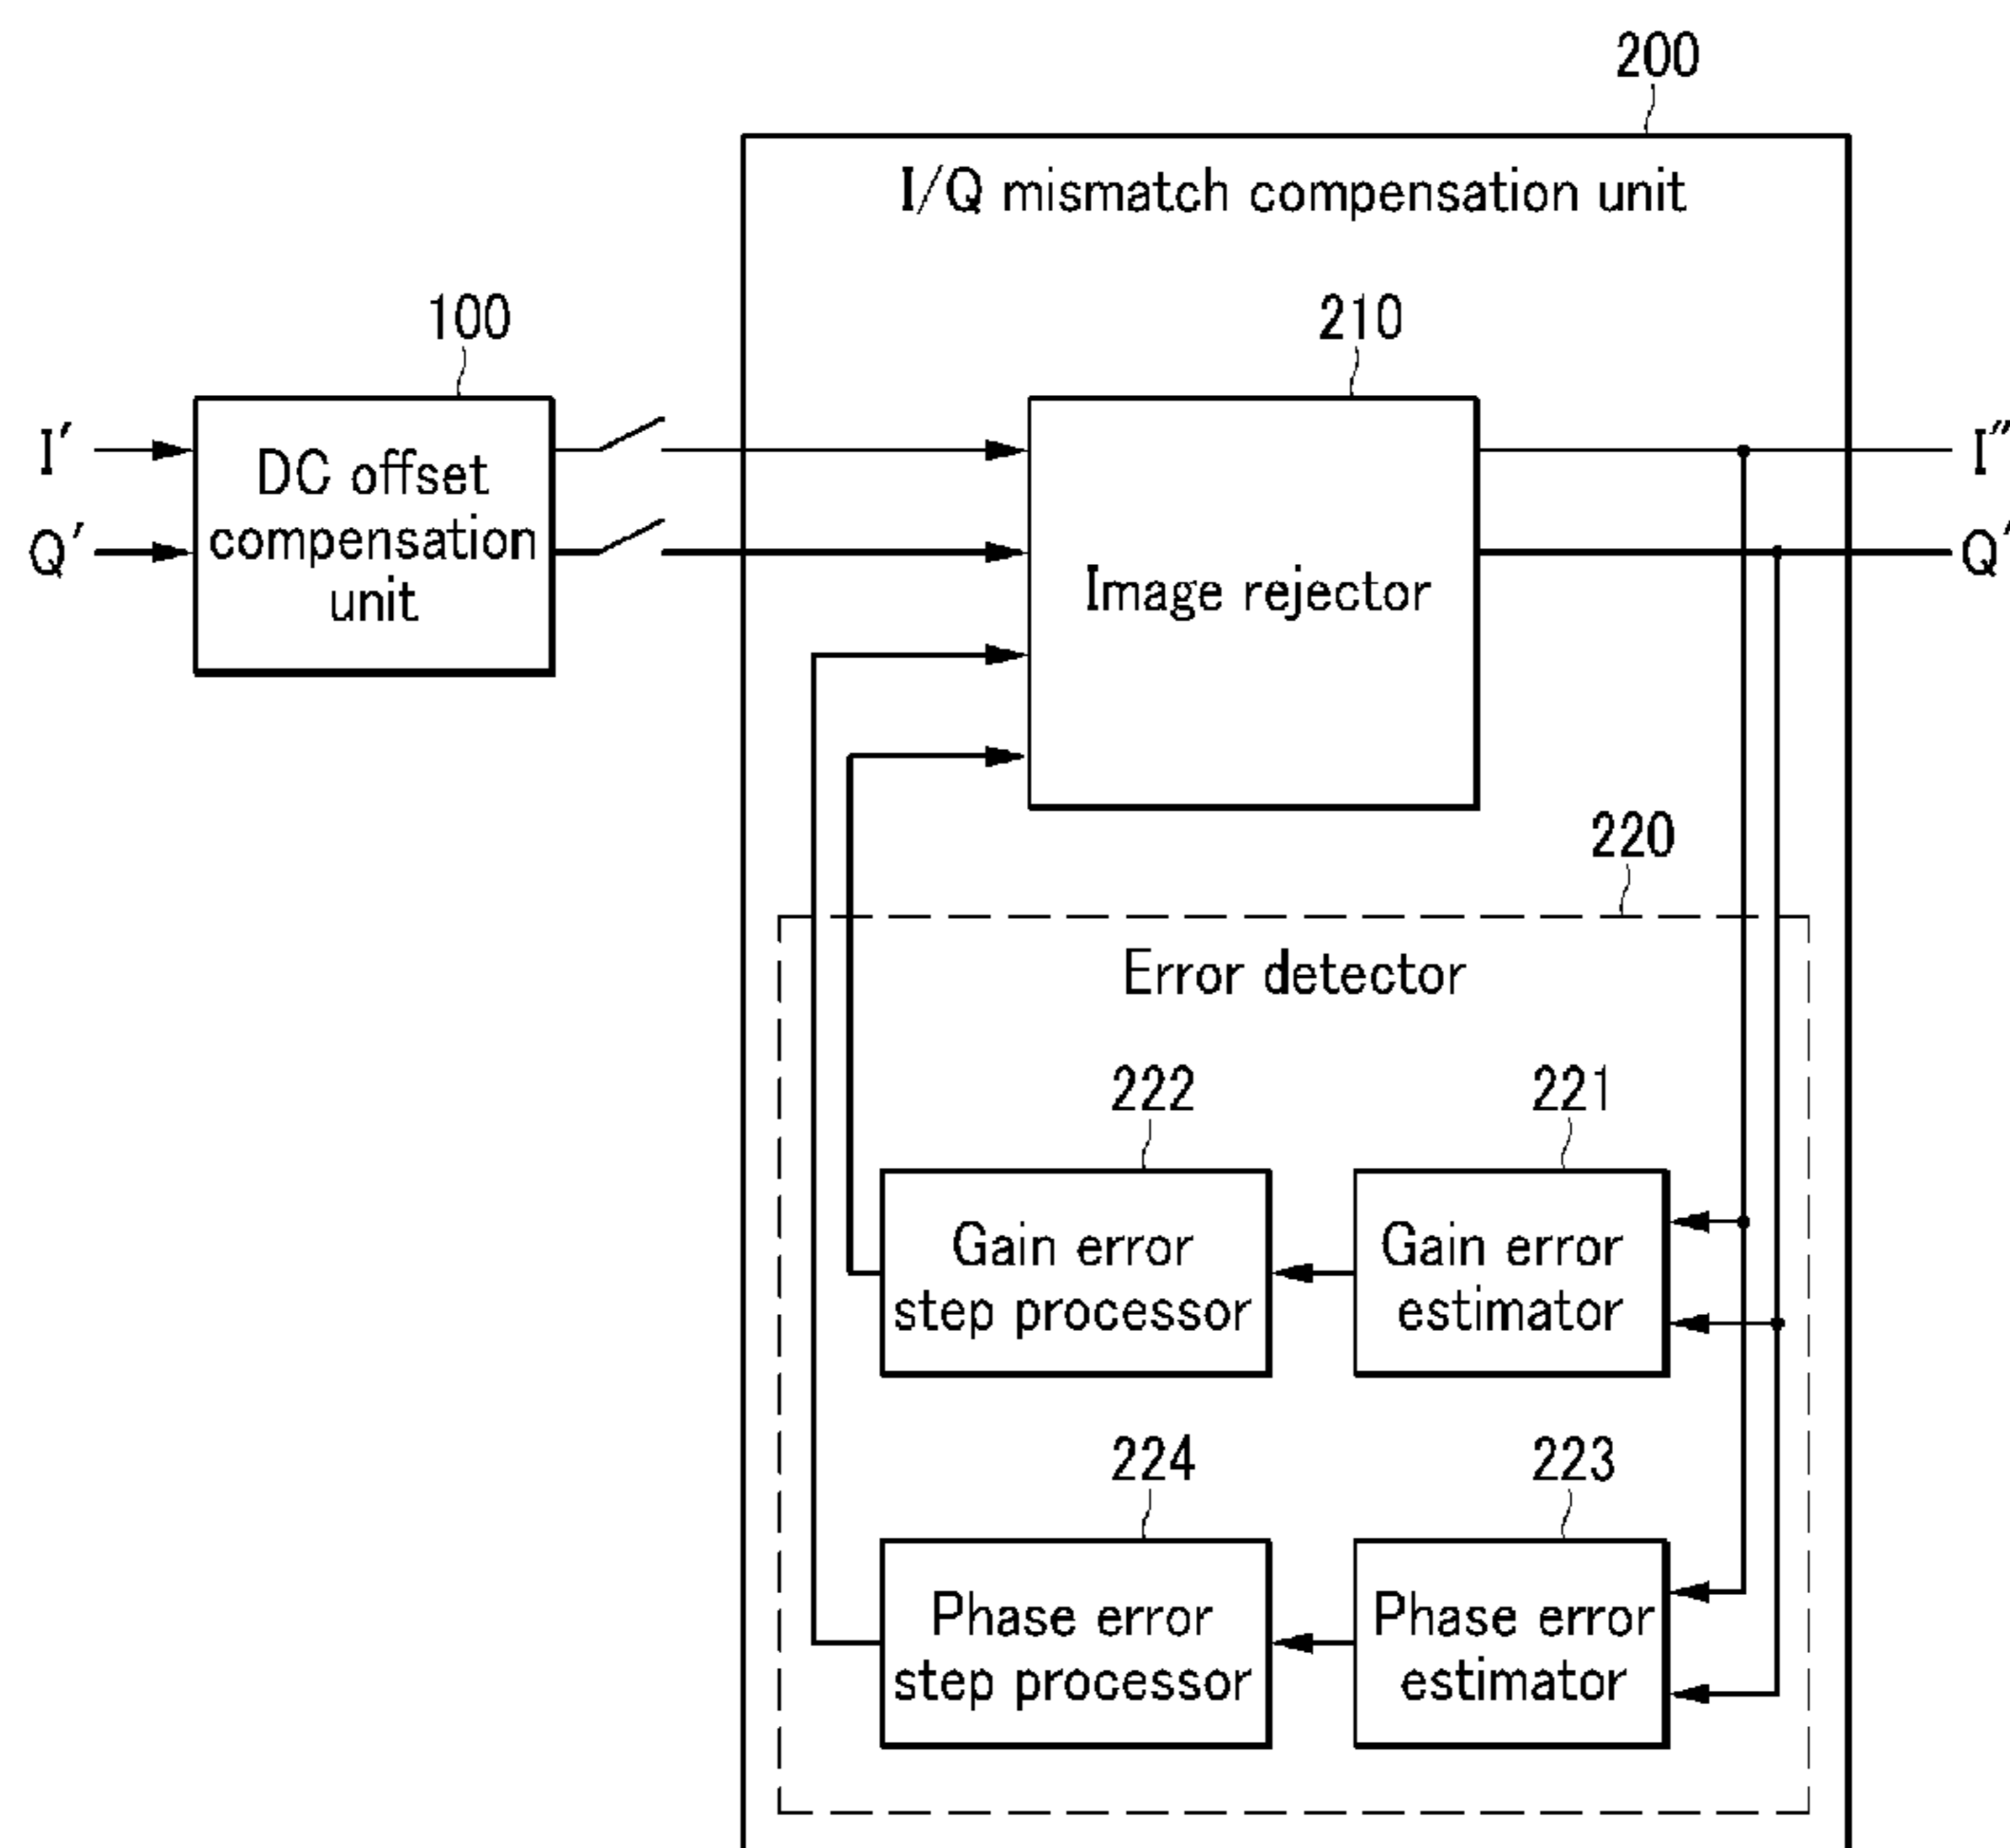 200
I/Q mismatch compensation unit
100
210
I′
Q′
DC offset
compensation
unit
Image rejector
I″
Q′
220
Error detector
222
221
Gain error
step processor
Gain error
estimator
224
223
Phase error
step processor
Phase error
estimator